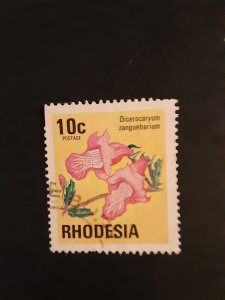 10c
POSTAGE
Dicerocaryum
zanguebarium
RHODESIA